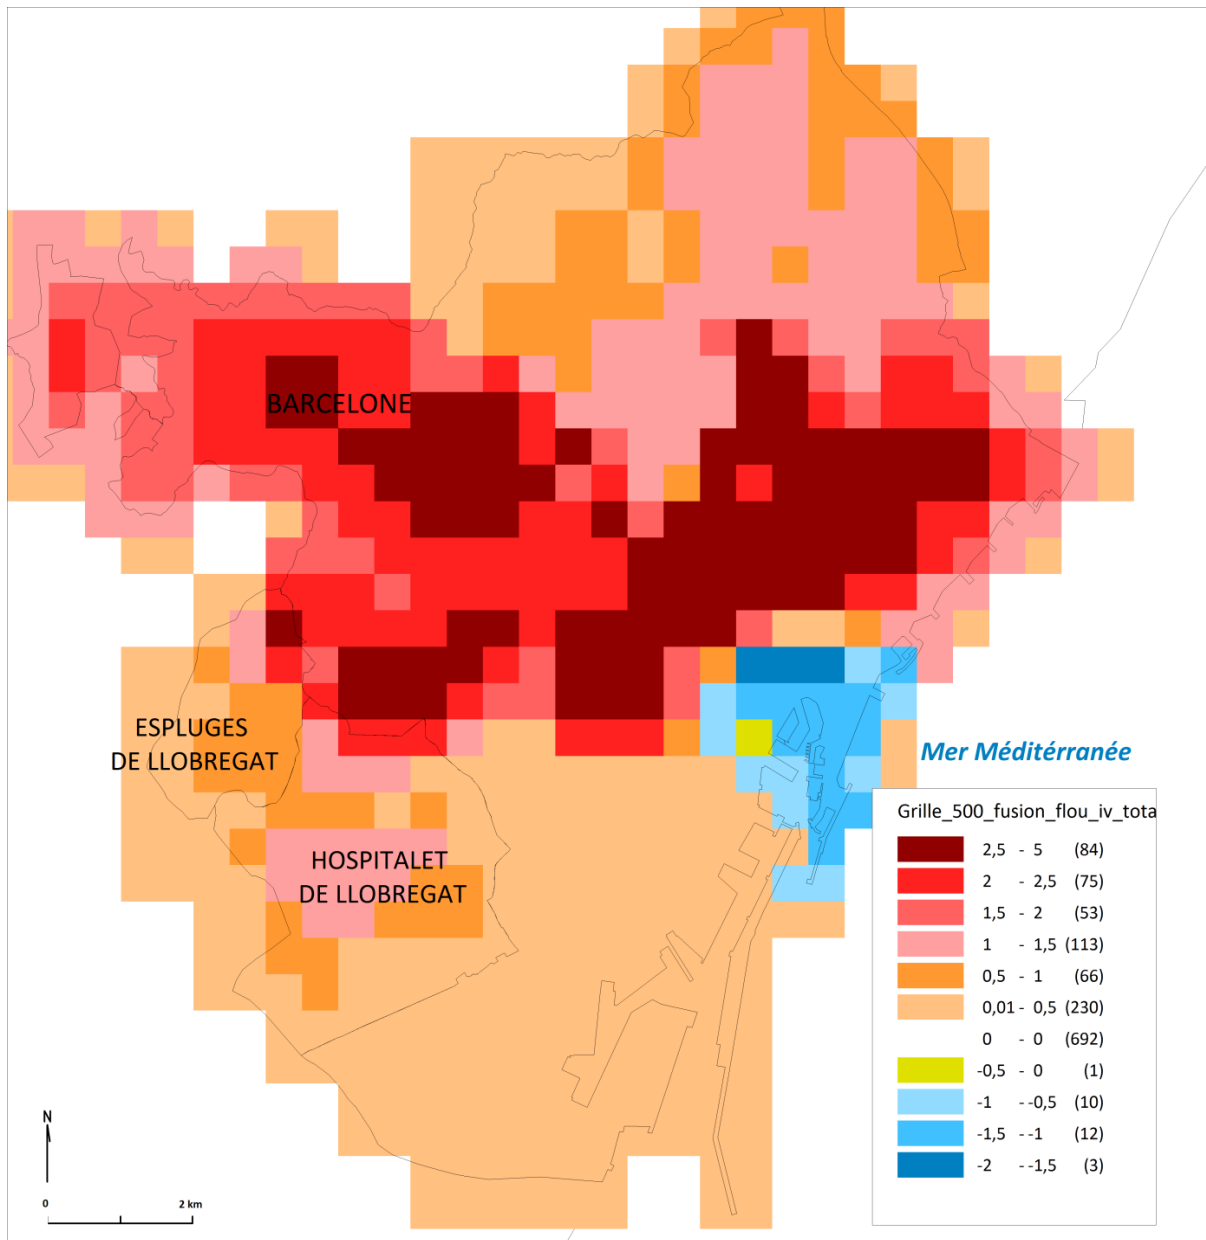 BARCELONE
ESPLUGES
DE LLOBREGAT
Mer Méditérranée
HOSPITALET
DE LLOBREGAT
Grille_500_fusion_flou_iv_tota
2,5 - 5 (84)
2 - 2,5 (75)
1,5 - 2 (53)
1 - 1,5 (113)
0,5 - 1 (66)
0,01 - 0,5 (230)
0 - 0 (692)
-0,5 - 0 (1)
-1 - -0,5 (10)
-1,5 - -1 (12)
-2 - -1,5 (3)
N
0 2 km